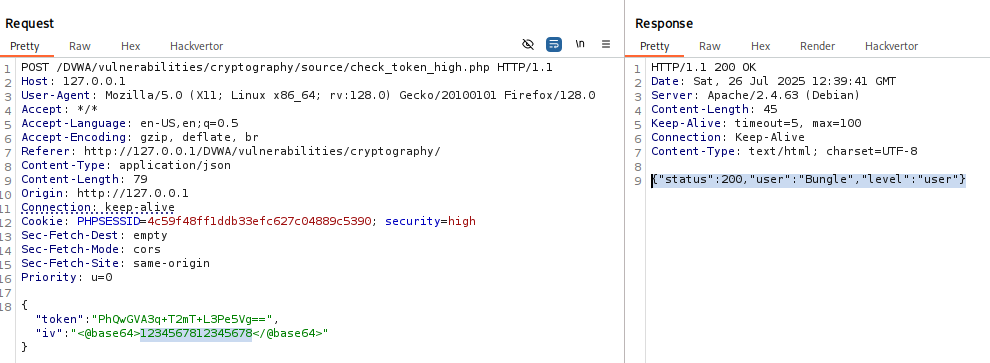 Request
Pretty Raw Hex Hackvertor \n
1 POST /DVWA/vulnerabilities/cryptography/source/check_token_high.php HTTP/1.1
2 Host: 127.0.0.1
3 User-Agent: Mozilla/5.0 (X11; Linux x86_64; rv:128.0) Gecko/20100101 Firefox/128.0
4 Accept: */*
5 Accept-Language: en-US,en;q=0.5
6 Accept-Encoding: gzip, deflate, br
7 Referer: http://127.0.0.1/DVWA/vulnerabilities/cryptography/
8 Content-Type: application/json
9 Content-Length: 79
10 Origin: http://127.0.0.1
11 Connection: keep-alive
12 Cookie: PHPSESSID=4c59f48ff1ddb33efc627c04889c5390; security=high
13 Sec-Fetch-Dest: empty
14 Sec-Fetch-Mode: cors
15 Sec-Fetch-Site: same-origin
16 Priority: u=0
17
18 {
"token":"PhQwGVA3q+T2mT+L3Pe5Vg==",
"iv":"<@base64>1234567812345678</@base64>"
}
Response
Pretty Raw Hex Render Hackvertor
1 HTTP/1.1 200 OK
2 Date: Sat, 26 Jul 2025 12:39:41 GMT
3 Server: Apache/2.4.63 (Debian)
4 Content-Length: 45
5 Keep-Alive: timeout=5, max=100
6 Connection: Keep-Alive
7 Content-Type: text/html; charset=UTF-8
8
9 {"status":200,"user":"Bungle","level":"user"}